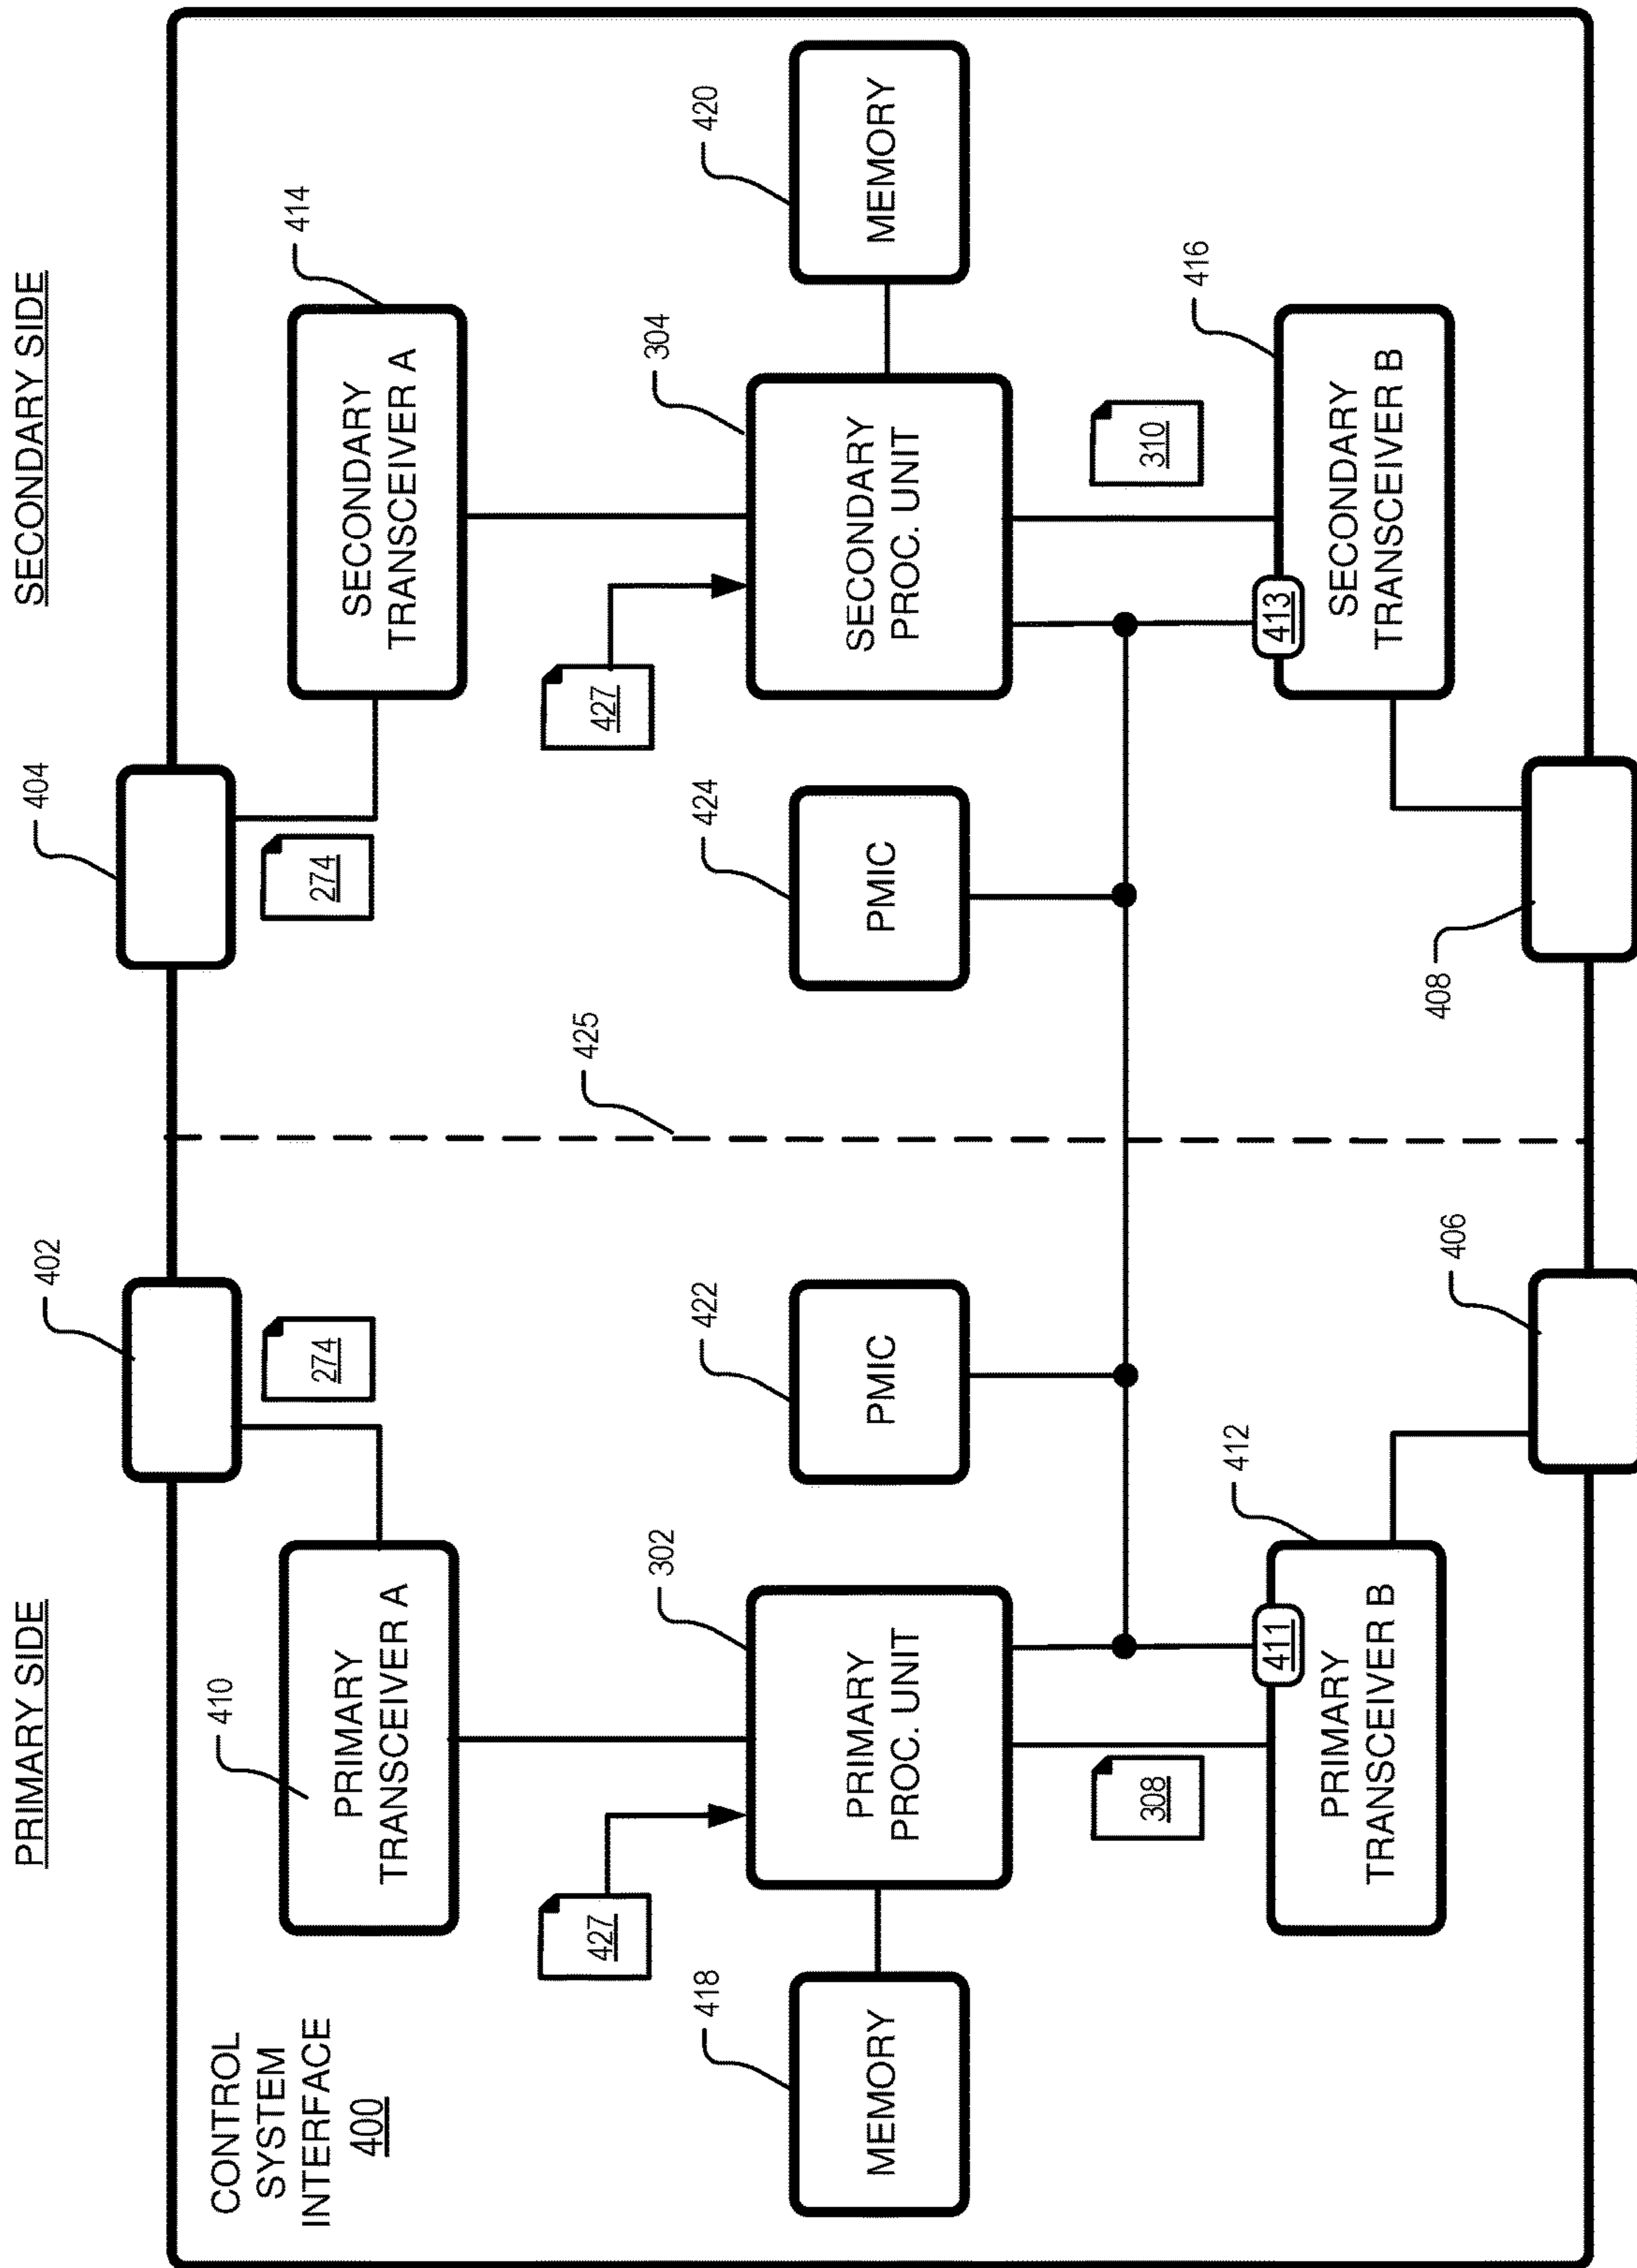 PRIMARY SIDE
SECONDARY SIDE
402
404
CONTROL
SYSTEM
INTERFACE
400
410
PRIMARY
TRANSCEIVER A
274
274
SECONDARY
TRANSCEIVER A
414
427
425
427
418
MEMORY
302
PRIMARY
PROC. UNIT
422
PMIC
424
PMIC
304
SECONDARY
PROC. UNIT
420
MEMORY
308
310
411
412
PRIMARY
TRANSCEIVER B
413
416
SECONDARY
TRANSCEIVER B
406
408